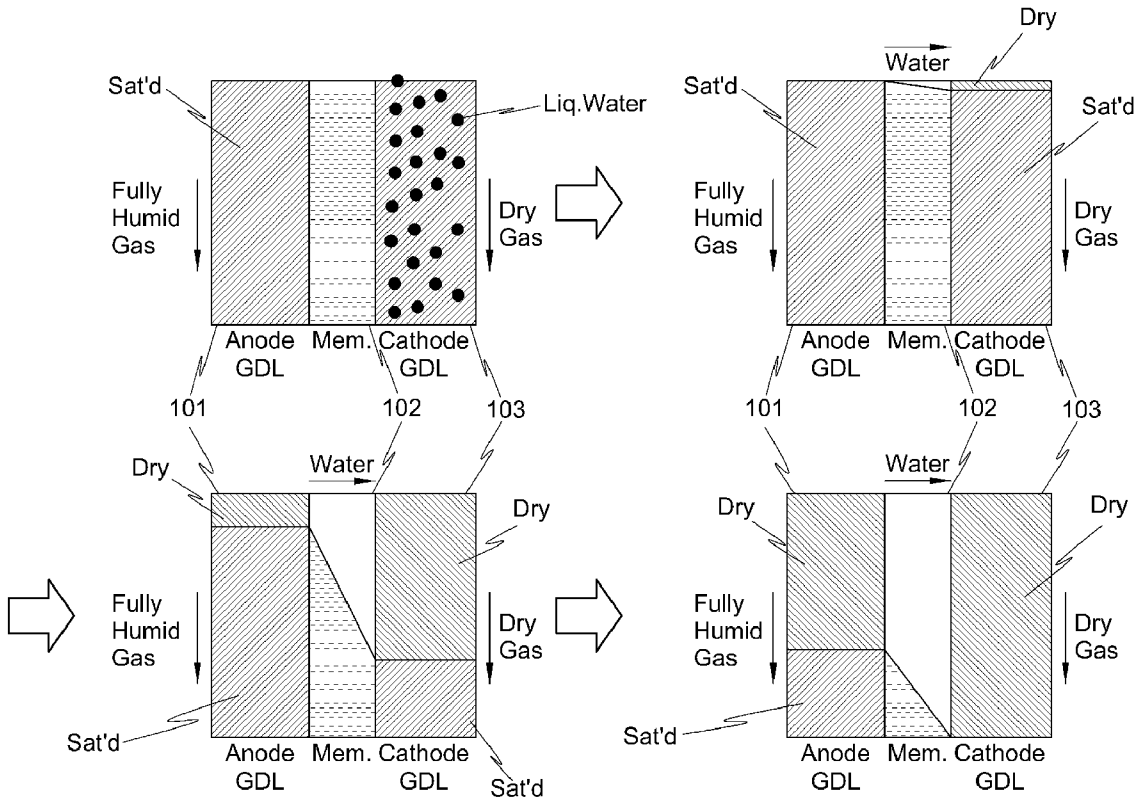 Sat'd
Liq.Water
Fully
Humid
Gas
Dry
Gas
Anode
GDL
Mem.
Cathode
GDL
Dry
Water
Sat'd
Sat'd
Fully
Humid
Gas
Dry
Gas
Anode
GDL
Mem.
Cathode
GDL
101
102
103
101
102
103
Dry
Water
Dry
Fully
Humid
Gas
Dry
Gas
Sat'd
Sat'd
Anode
GDL
Mem.
Cathode
GDL
Water
Dry
Dry
Fully
Humid
Gas
Dry
Gas
Sat'd
Anode
GDL
Mem.
Cathode
GDL